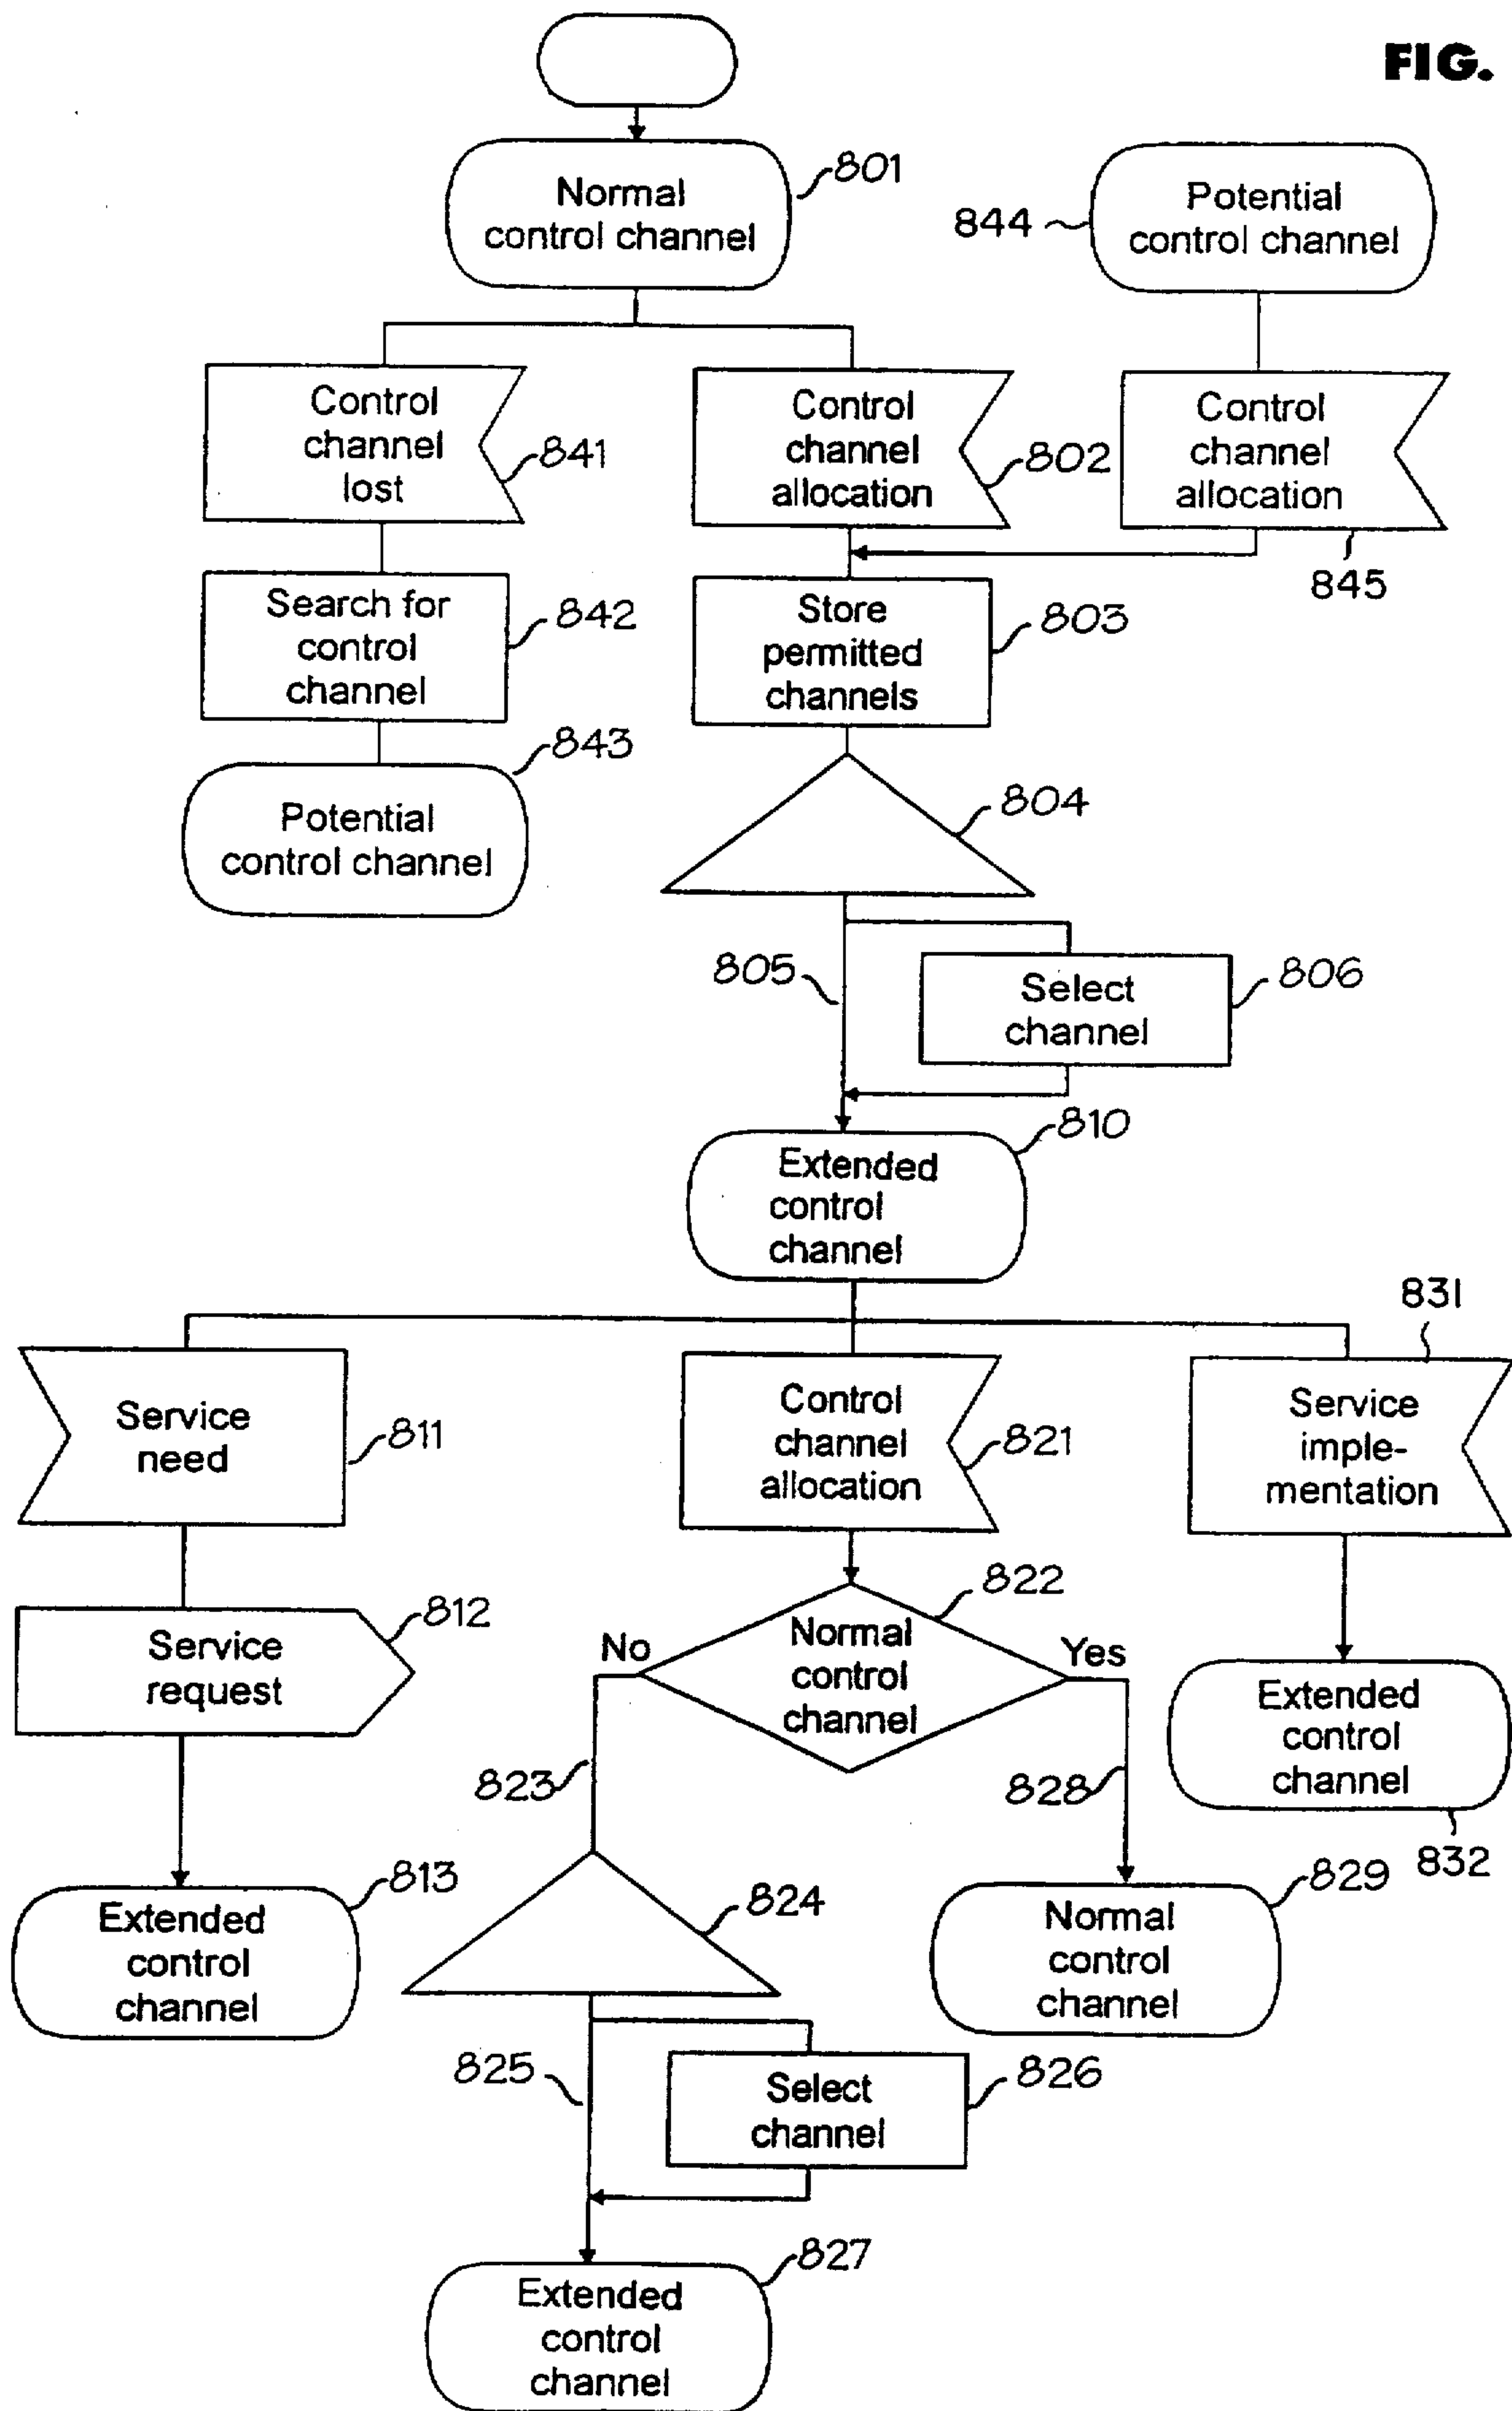 FIG.
Normal
control channel
801
844
Potential
control channel
Control
channel
lost
841
Control
channel
allocation
802
Control
channel
allocation
845
Search for
control
channel
842
Store
permitted
channels
803
843
Potential
control channel
804
805
Select
channel
806
810
Extended
control
channel
831
Service
need
811
Control
channel
allocation
821
Service
imple-
mentation
812
Service
request
822
No
Normal
control
channel
Yes
823
828
Extended
control
channel
832
813
Extended
control
channel
824
829
Normal
control
channel
825
Select
channel
826
827
Extended
control
channel